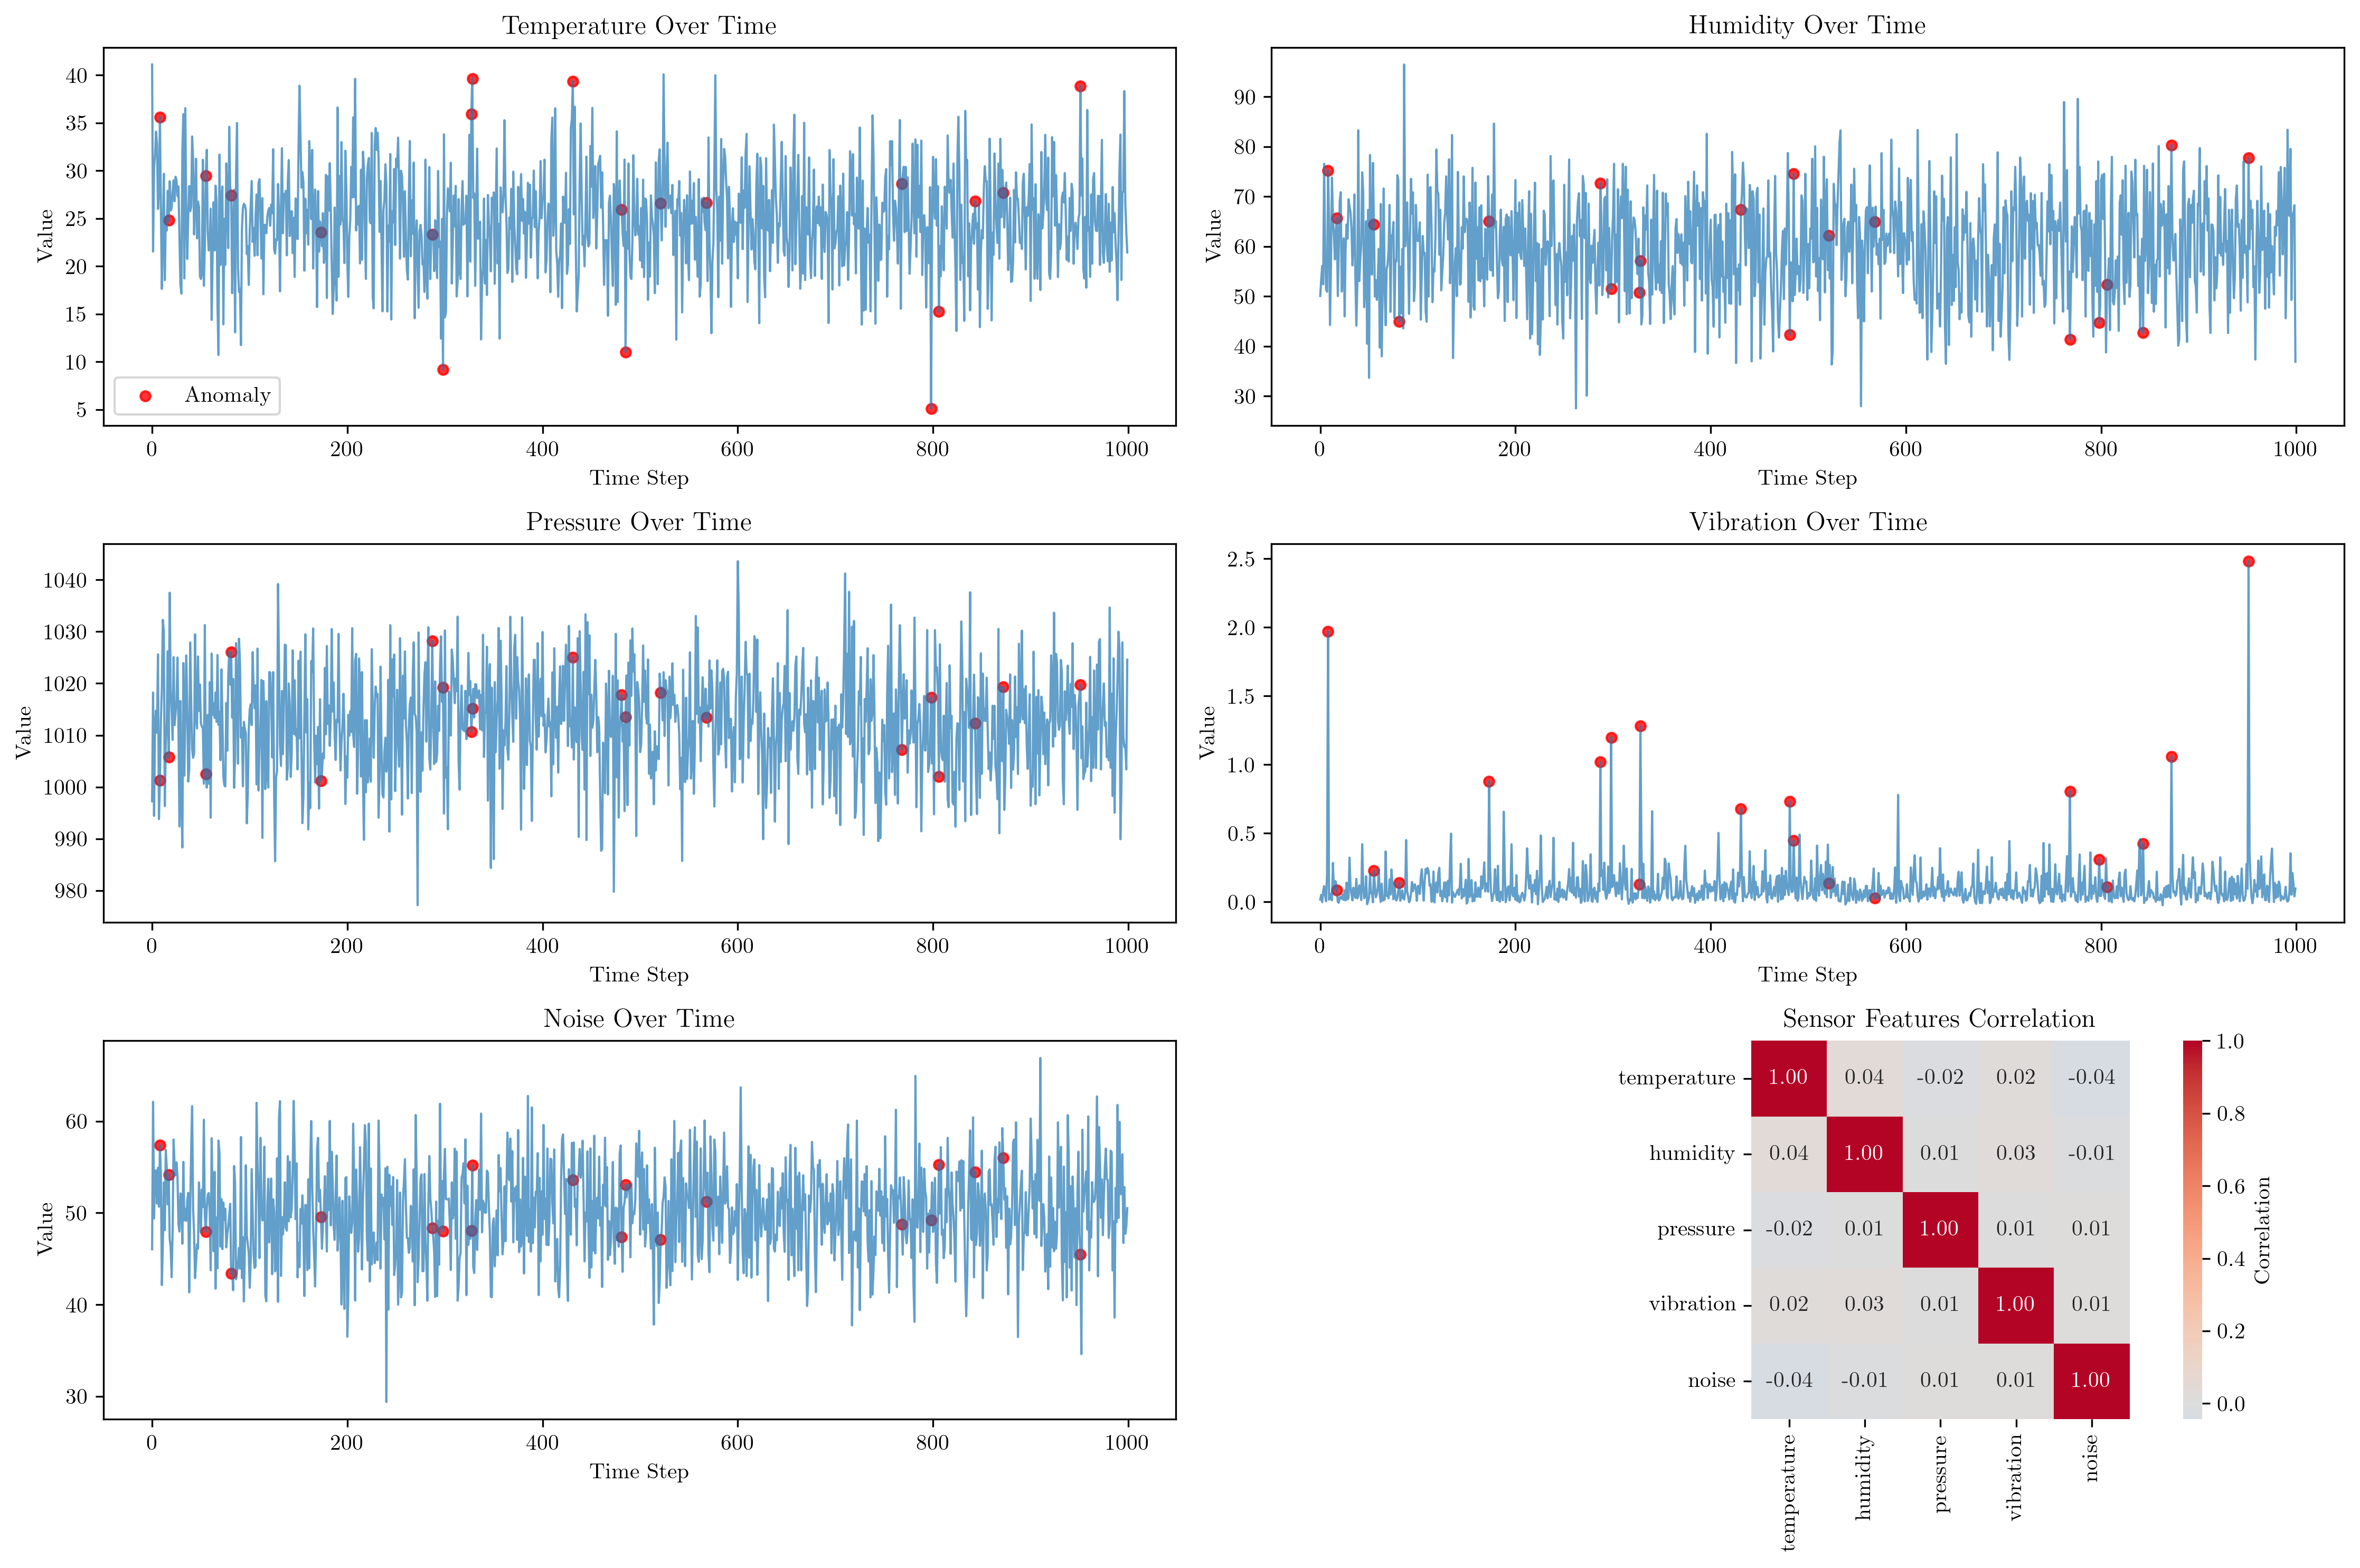 Temperature Over Time
Value
40
35
30
25
20
15
10
5
Anomaly
0 200 400 600 800 1000
Time Step
Humidity Over Time
Value
90
80
70
60
50
40
30
0 200 400 600 800 1000
Time Step
Pressure Over Time
Value
1040
1030
1020
1010
1000
990
980
0 200 400 600 800 1000
Time Step
Vibration Over Time
Value
2.5
2.0
1.5
1.0
0.5
0.0
0 200 400 600 800 1000
Time Step
Noise Over Time
Value
60
50
40
30
0 200 400 600 800 1000
Time Step
Sensor Features Correlation
temperature 1.00 0.04 -0.02 0.02 -0.04
humidity 0.04 1.00 0.01 0.03 -0.01
pressure -0.02 0.01 1.00 0.01 0.01
vibration 0.02 0.03 0.01 1.00 0.01
noise -0.04 -0.01 0.01 0.01 1.00
temperature humidity pressure vibration noise
1.0
0.8
0.6
0.4
0.2
0.0
Correlation